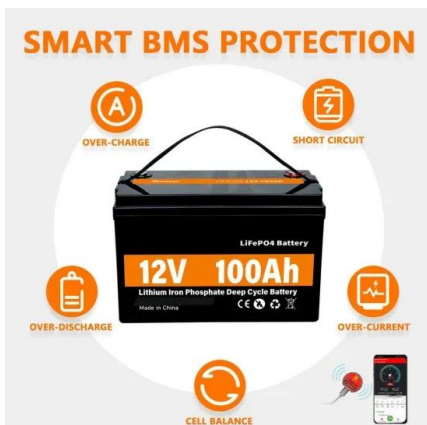 SMART BMS PROTECTION
OVER-CHARGE
SHORT CIRCUIT
LiFePO4 Battery
12V 100Ah
Lithium Iron Phosphate Deep Cycle Battery
Made in China
CE
OVER-DISCHARGE
OVER-CURRENT
CELL BALANCE